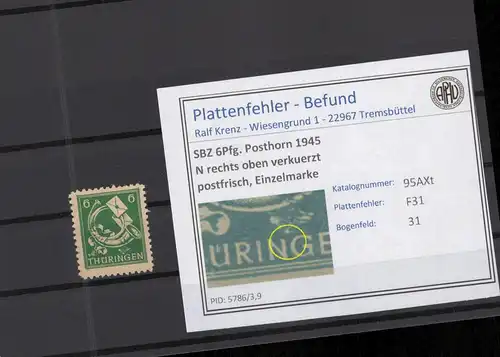 Plattenfehler - Befund
Ralf Krenz - Wiesengrund 1 - 22967 Tremsbüttel
SBZ 6Pfg. Posthorn 1945
N rechts oben verkuerzt
postfrisch, Einzelmarke
Katalognummer: 95AXt
Plattenfehler: F31
Bogenfeld: 31
ÜRINGE
PID: 5786/3,9
6 6
THÜRINGEN